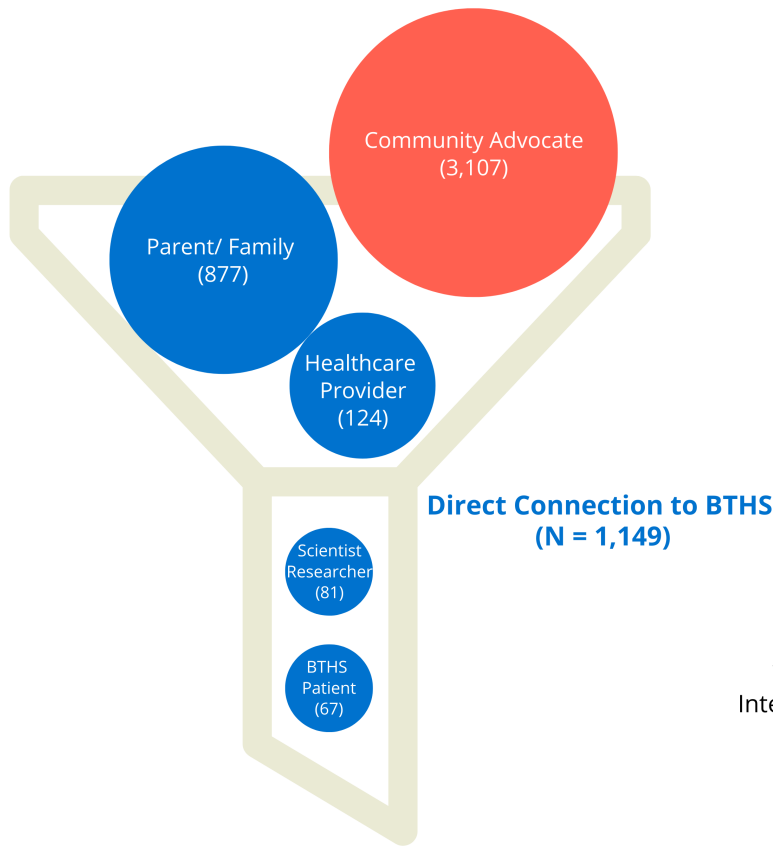 Community Advocate
(3,107)
Parent/ Family
(877)
Healthcare
Provider
(124)
Direct Connection to BTHS
(N = 1,149)
Scientist
Researcher
(81)
BTHS
Patient
(67)